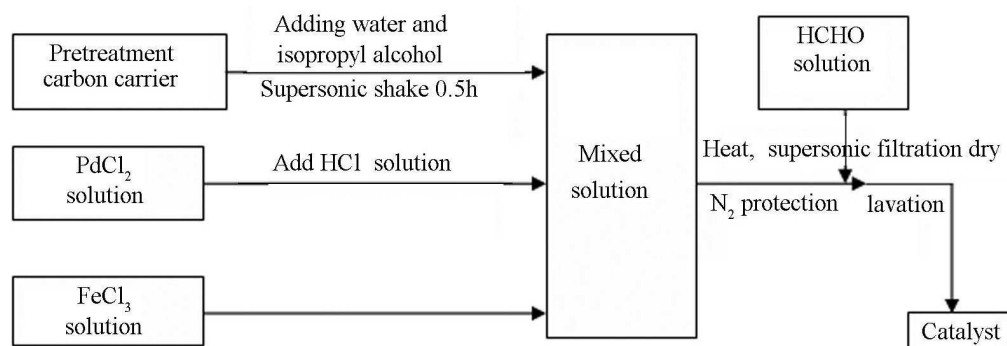 Pretreatment
carbon carrier
Adding water and
isopropyl alcohol
Supersonic shake 0.5h
PdCl₂
solution
Add HCl solution
FeCl₃
solution
Mixed
solution
HCHO
solution
Heat, supersonic filtration dry
N₂ protection
lavation
Catalyst